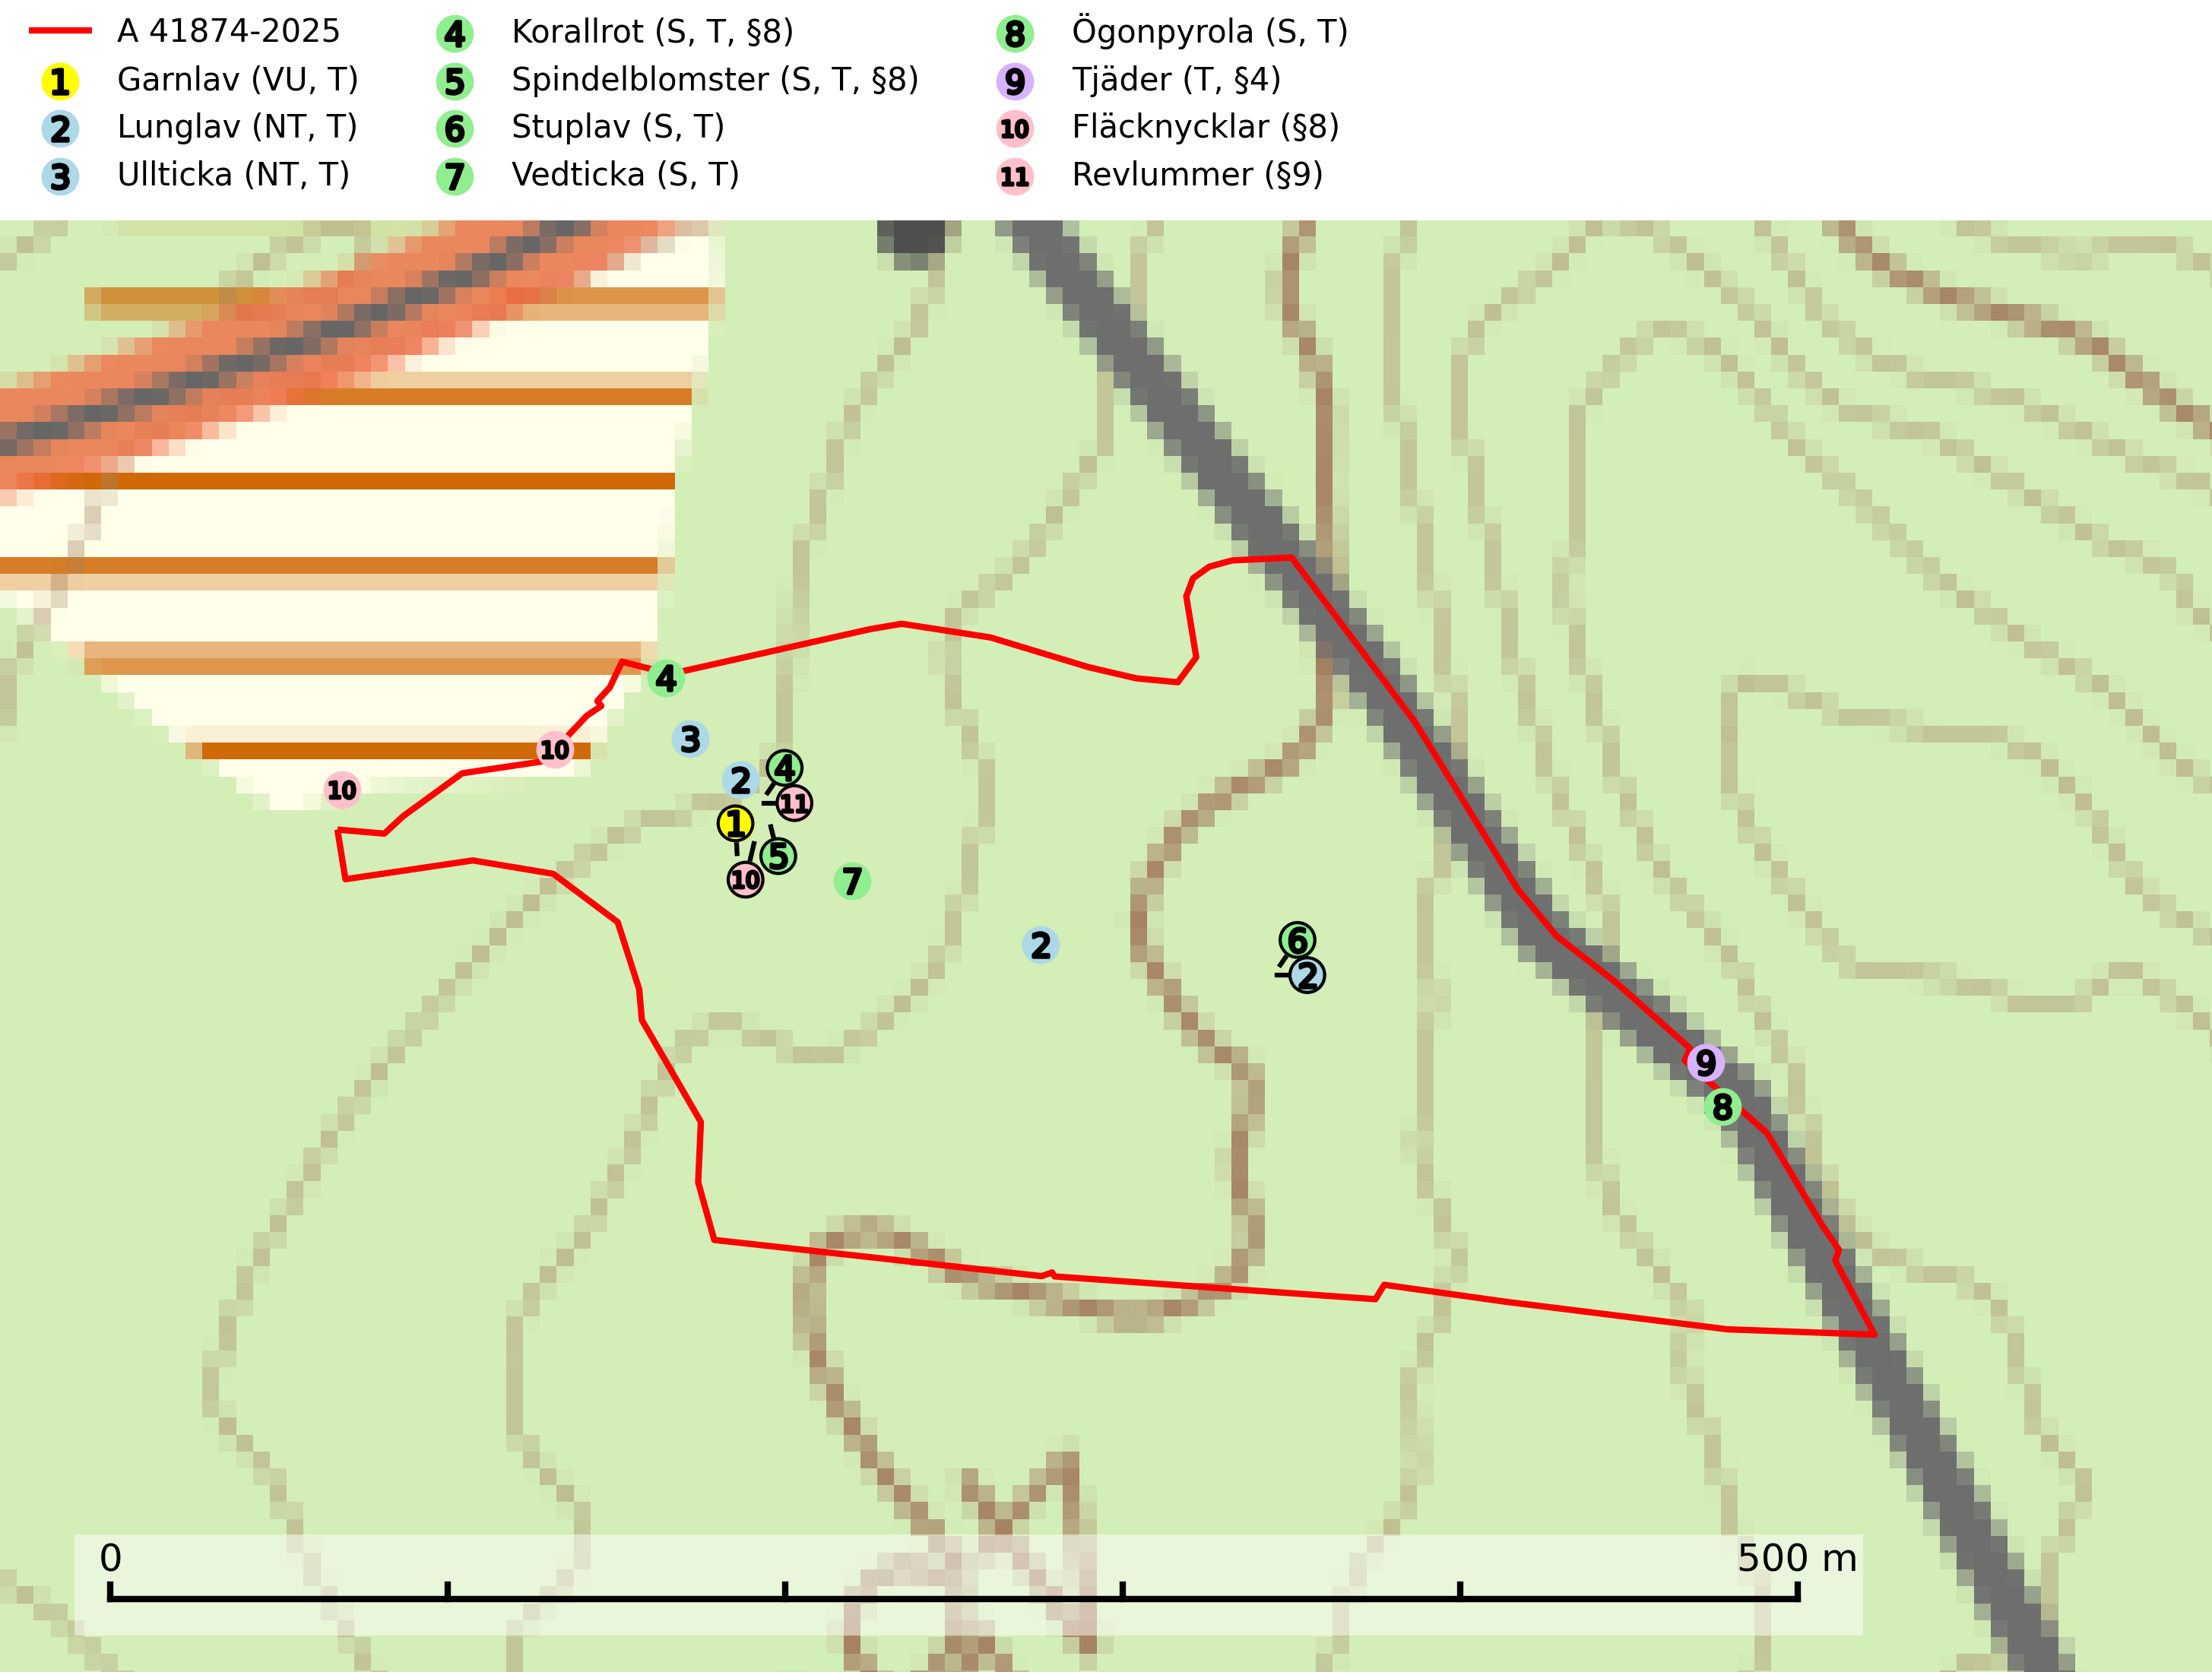 A 41874-2025
1 Garnlav (VU, T)
2 Lunglav (NT, T)
3 Ullticka (NT, T)
4 Korallrot (S, T, §8)
5 Spindelblomster (S, T, §8)
6 Stuplav (S, T)
7 Vedticka (S, T)
8 Ögonpyrola (S, T)
9 Tjäder (T, §4)
10 Fläcknycklar (§8)
11 Revlummer (§9)
4
3
10
2
4
10
11
1
5
10
7
6
2
2
9
8
0
500 m